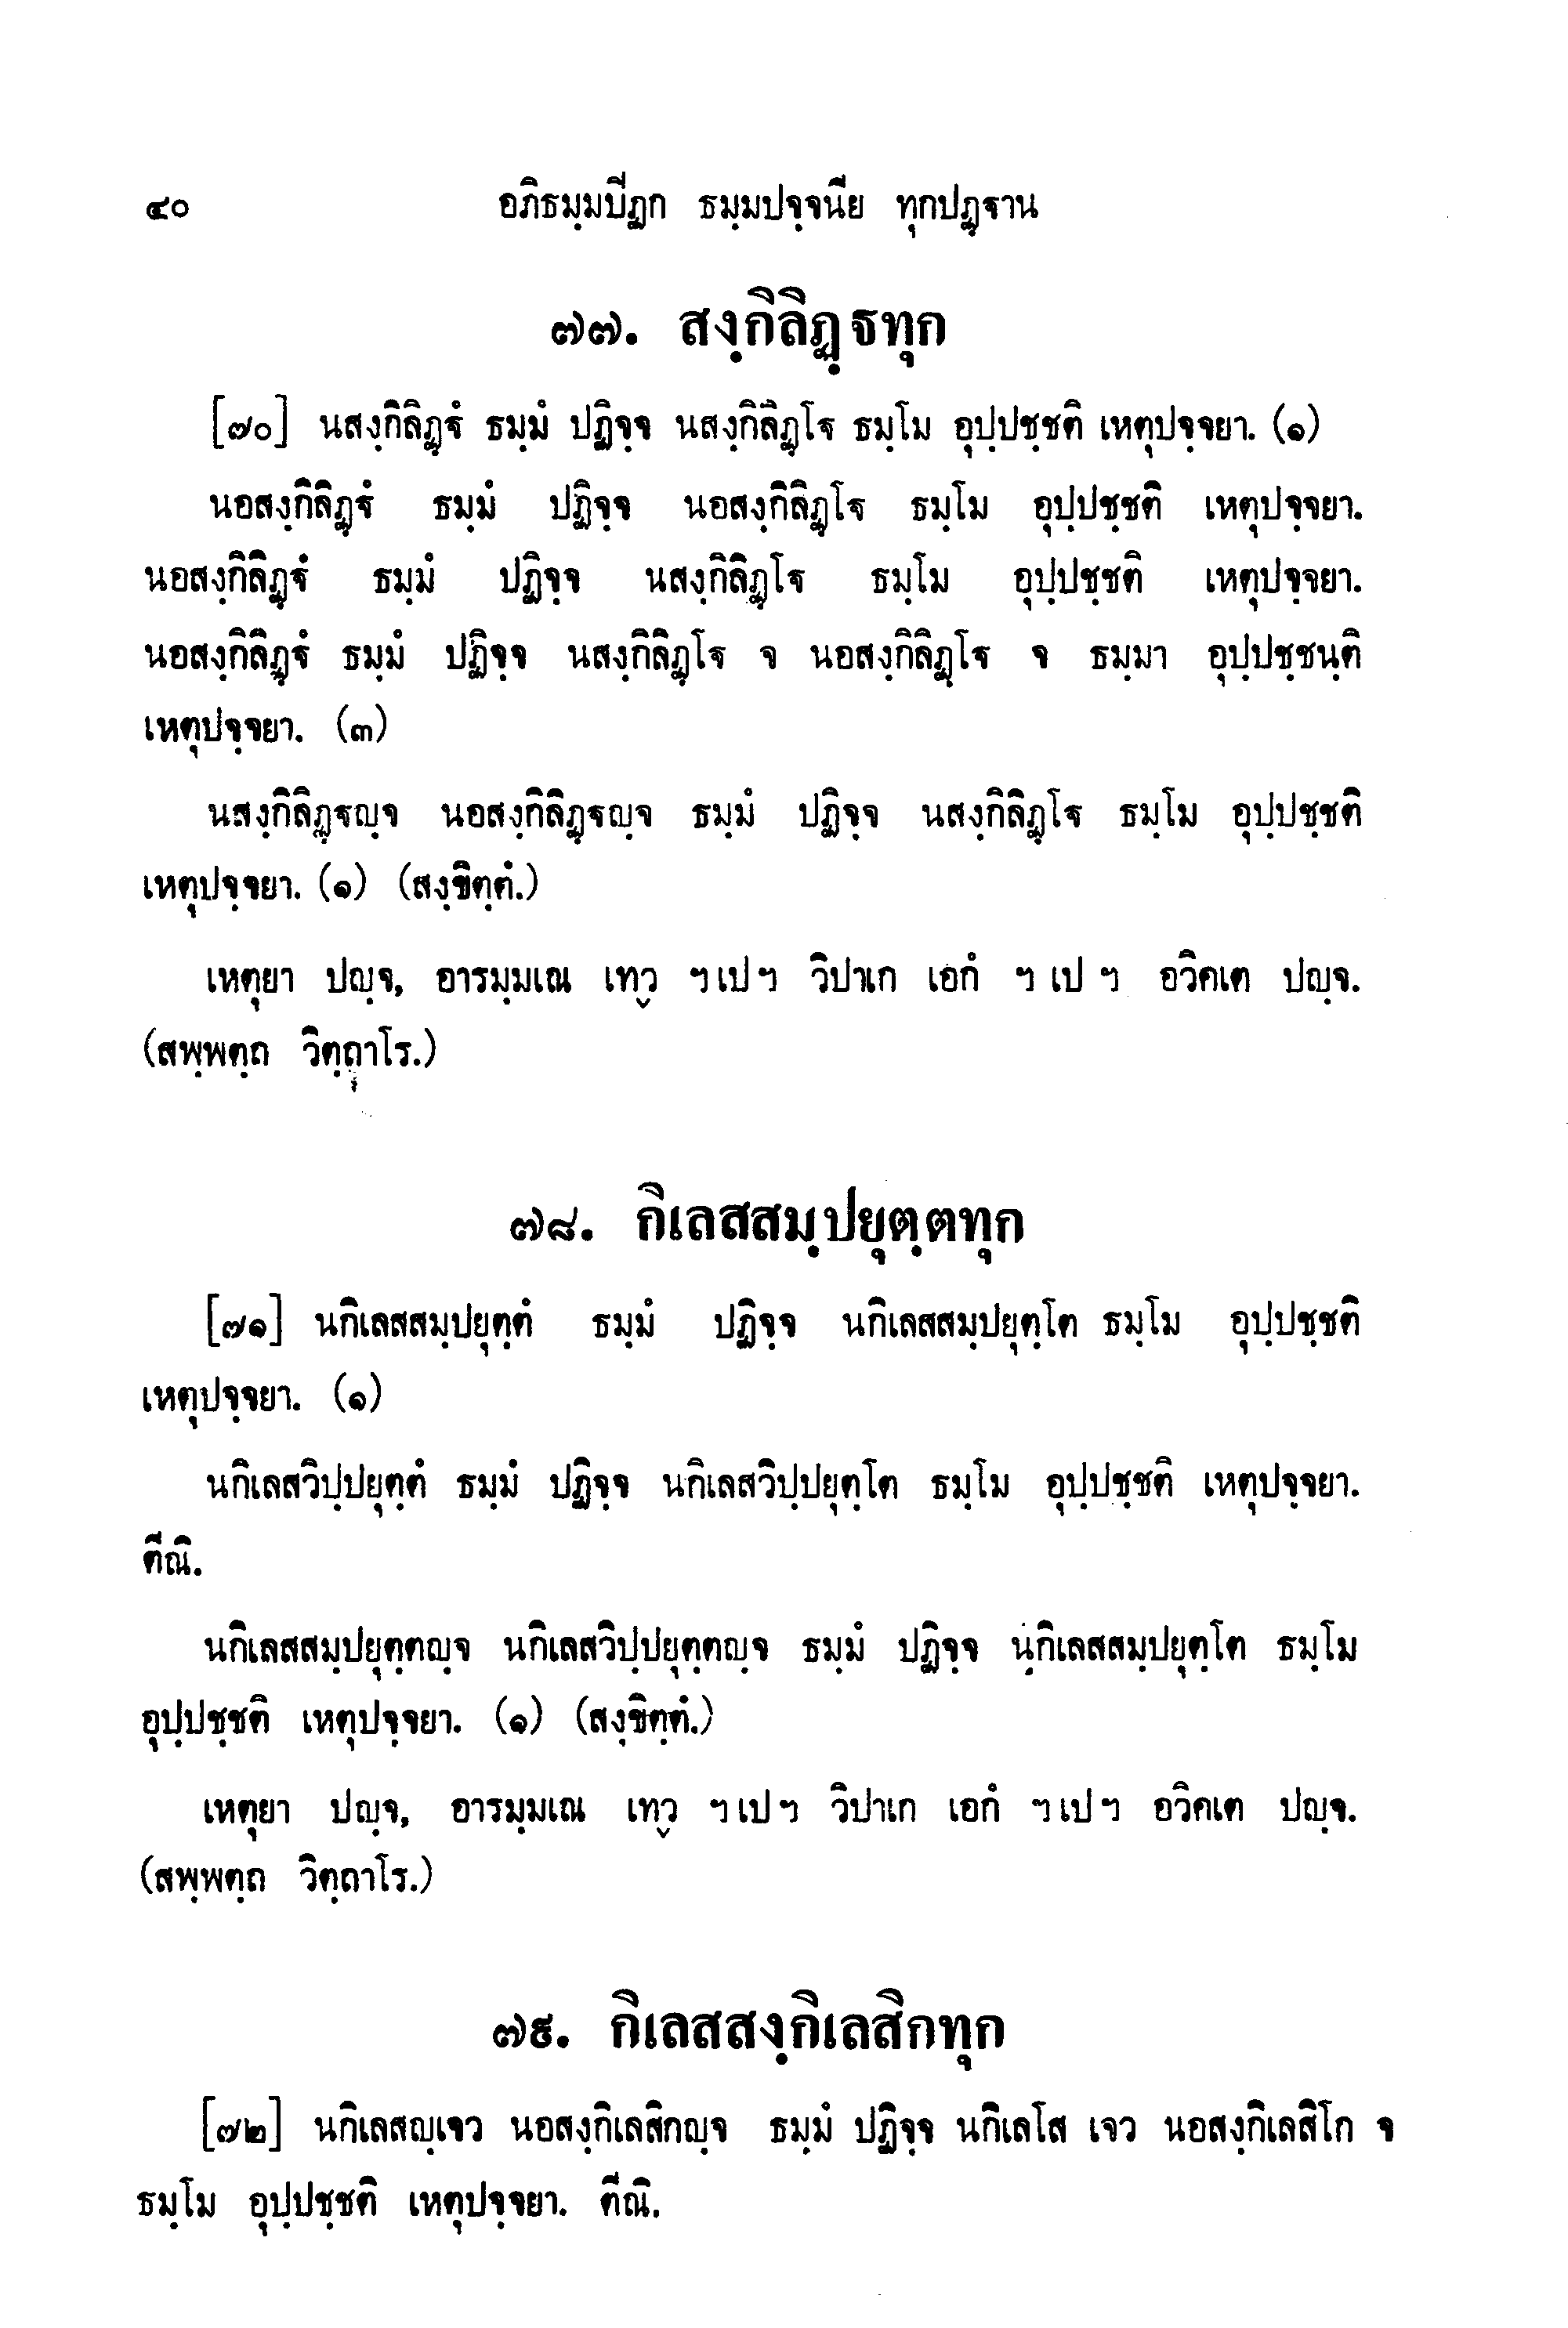 ๔๐ อภิธมฺมปิฏก ธมฺมปจฺจนีย ทุกปฏฺฐาน
๗๗. สงฺกิลิฏฺฐทุก
[๗๐] นสงฺกิลิฏฺฐํ ธมฺมํ ปฏิจฺจ นสงฺกิลิฏฺโฐ ธมฺโม อุปฺปชฺชติ เหตุปจฺจยา. (๑)
นอสงฺกิลิฏฺฐํ ธมฺมํ ปฏิจฺจ นอสงฺกิลิฏฺโฐ ธมฺโม อุปฺปชฺชติ เหตุปจฺจยา.
นอสงฺกิลิฏฺฐํ ธมฺมํ ปฏิจฺจ นสงฺกิลิฏฺโฐ ธมฺโม อุปฺปชฺชติ เหตุปจฺจยา.
นอสงฺกิลิฏฺฐํ ธมฺมํ ปฏิจฺจ นสงฺกิลิฏฺโฐ จ นอสงฺกิลิฏฺโฐ จ ธมฺมา อุปฺปชฺชนฺติ
เหตุปจฺจยา. (๓)
นสงฺกิลิฏฺฐญฺจ นอสงฺกิลิฏฺฐญฺจ ธมฺมํ ปฏิจฺจ นสงฺกิลิฏฺโฐ ธมฺโม อุปฺปชฺชติ
เหตุปจฺจยา. (๑) (สงฺขิตฺตํ.)
เหตุยา ปญฺจ, อารมฺมเณ เทฺว ฯ เป ฯ วิปาเก เอกํ ฯ เป ฯ อวิคเต ปญฺจ.
(สพฺพตฺถ วิตฺถาโร.)
๗๘. กิเลสสมฺปยุตฺตทุก
[๗๑] นกิเลสสมฺปยุตฺตํ ธมฺมํ ปฏิจฺจ นกิเลสสมฺปยุตฺโต ธมฺโม อุปฺปชฺชติ
เหตุปจฺจยา. (๑)
นกิเลสวิปฺปยุตฺตํ ธมฺมํ ปฏิจฺจ นกิเลสวิปฺปยุตฺโต ธมฺโม อุปฺปชฺชติ เหตุปจฺจยา.
ตีณิ.
นกิเลสสมฺปยุตฺตญฺจ นกิเลสวิปฺปยุตฺตญฺจ ธมฺมํ ปฏิจฺจ นกิเลสสมฺปยุตฺโต ธมฺโม
อุปฺปชฺชติ เหตุปจฺจยา. (๑) (สงฺขิตฺตํ.)
เหตุยา ปญฺจ, อารมฺมเณ เทฺว ฯ เป ฯ วิปาเก เอกํ ฯ เป ฯ อวิคเต ปญฺจ.
(สพฺพตฺถ วิตฺถาโร.)
๗๙. กิเลสสงฺกิเลสิกทุก
[๗๒] นกิเลสญฺเจว นอสงฺกิเลสิกญฺจ ธมฺมํ ปฏิจฺจ นกิเลโส เจว นอสงฺกิเลสิโก จ
ธมฺโม อุปฺปชฺชติ เหตุปจฺจยา. ตีณิ.